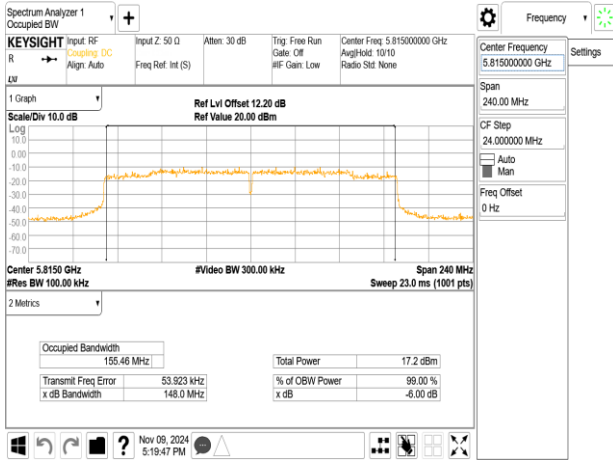 Spectrum Analyzer 1
Occupied BW
KEYSIGHT
R
Input: RF
Coupling: DC
Align: Auto
Input Z: 50 Ω
Freq Ref: Int (S)
Atten: 30 dB
Trig: Free Run
Gate: Off
#IF Gain: Low
Center Freq: 5.815000000 GHz
Avg|Hold: 10/10
Radio Std: None
1 Graph
Scale/Div 10.0 dB
Ref Lvl Offset 12.20 dB
Ref Value 20.00 dBm
Log
10.0
0.00
-10.0
-20.0
-30.0
-40.0
-50.0
-60.0
-70.0
Center 5.8150 GHz
#Res BW 100.00 kHz
#Video BW 300.00 kHz
Span 240 MHz
Sweep 23.0 ms (1001 pts)
2 Metrics
Occupied Bandwidth
155.46 MHz
Transmit Freq Error 53.923 kHz
x dB Bandwidth 148.0 MHz
Total Power 17.2 dBm
% of OBW Power 99.00 %
x dB -6.00 dB
Nov 09, 2024
5:19:47 PM
Frequency
Center Frequency
5.815000000 GHz
Span
240.00 MHz
CF Step
24.000000 MHz
Auto
Man
Freq Offset
0 Hz
Settings